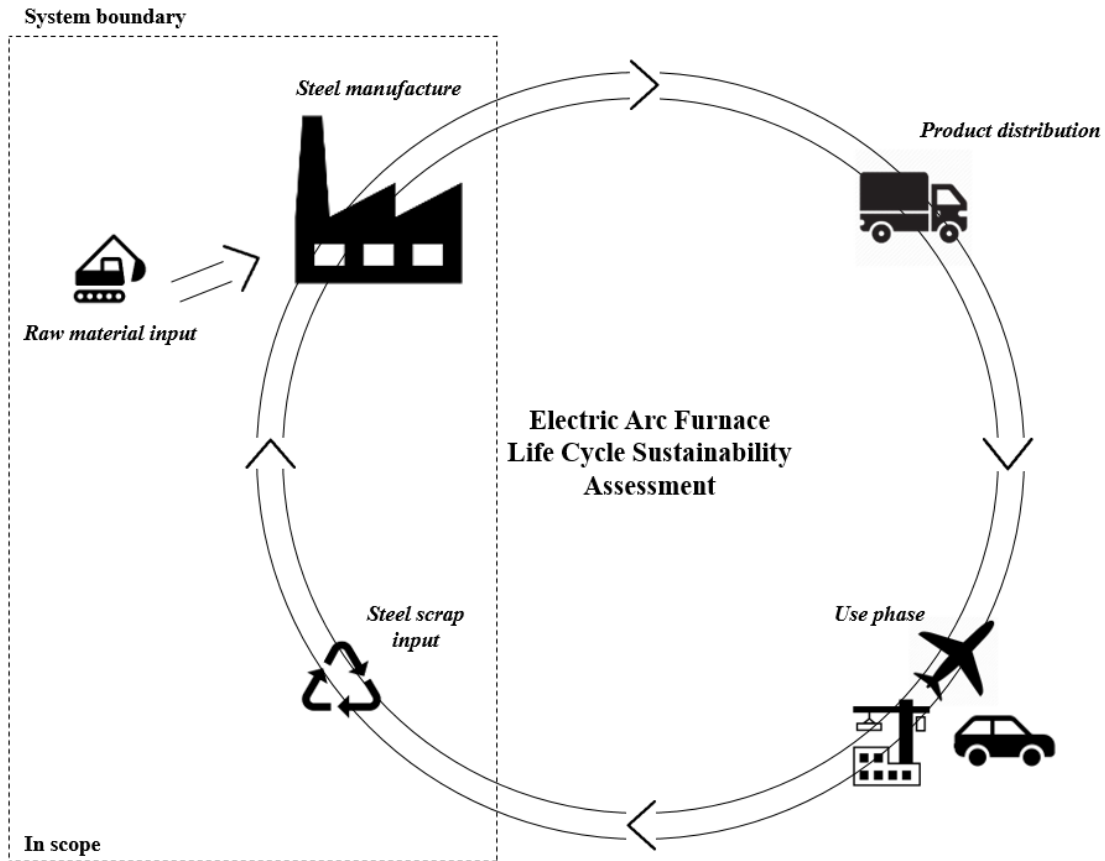 System boundary
Steel manufacture
Product distribution
Raw material input
Electric Arc Furnace
Life Cycle Sustainability
Assessment
Steel scrap
input
Use phase
In scope